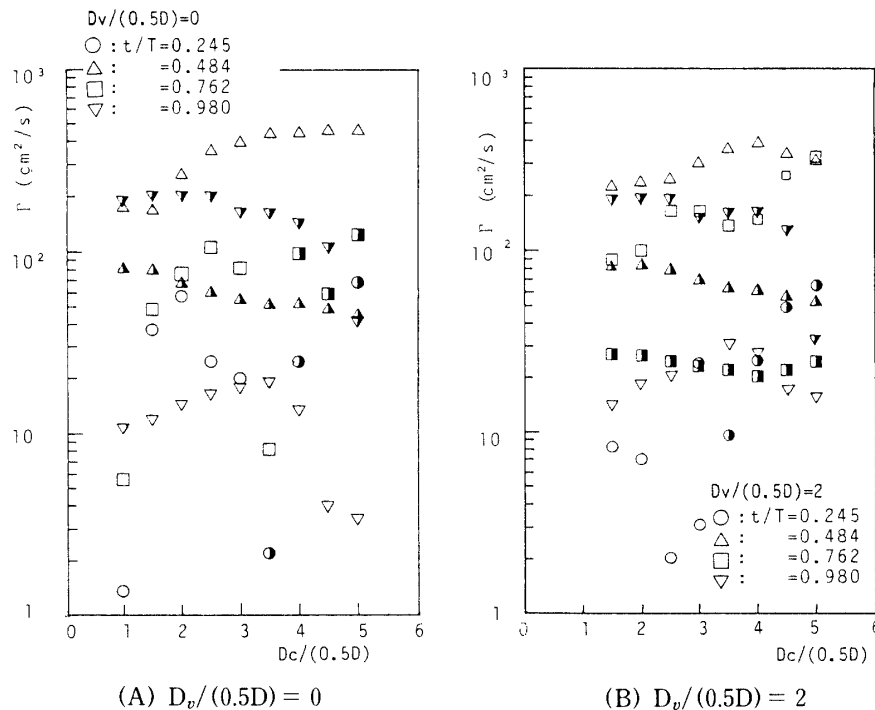 Dv/(0.5D)=0
○ : t/T=0.245
△ : =0.484
□ : =0.762
▽ : =0.980
10³
10²
10
1
Γ (cm²/s)
0 1 2 3 4 5 6
Dc/(0.5D)
(A) Dᵥ/(0.5D) = 0
10³
10²
10
1
Γ (cm²/s)
Dv/(0.5D)=2
○ : t/T=0.245
△ : =0.484
□ : =0.762
▽ : =0.980
0 1 2 3 4 5 6
Dc/(0.5D)
(B) Dᵥ/(0.5D) = 2